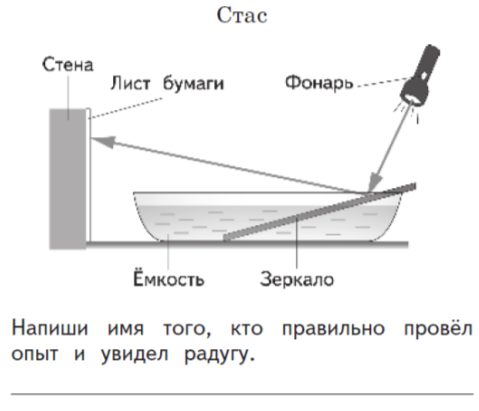 Стас
Стена
Лист бумаги
Фонарь
Ёмкость
Зеркало
Напиши имя того, кто правильно провёл
опыт и увидел радугу.